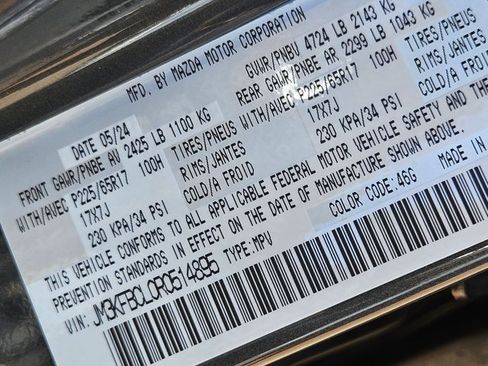 MFD. BY MAZDA MOTOR CORPORATION
DATE 05/24 GVWR/PNBV 4724 LB 2143 KG
FRONT GAWR/PNBE AV 2425 LB 1100 KG REAR GAWR/PNBE AR 2299 LB 1043 KG
WITH/AVEC P225/65R17 100H TIRES/PNEUS WITH/AVEC P225/65R17 100H TIRES/PNEUS
17X7J RIMS/JANTES 17X7J RIMS/JANTES
230 KPA/34 PSI COLD/A FROID 230 KPA/34 PSI COLD/A FROID
THIS VEHICLE CONFORMS TO ALL APPLICABLE FEDERAL MOTOR VEHICLE SAFETY AND THE
PREVENTION STANDARDS IN EFFECT ON THE DATE OF MANUFACTURE SHOWN ABOVE.
VIN: JM3KFBCL0R0514895 TYPE: MPV COLOR CODE: 46G MADE IN